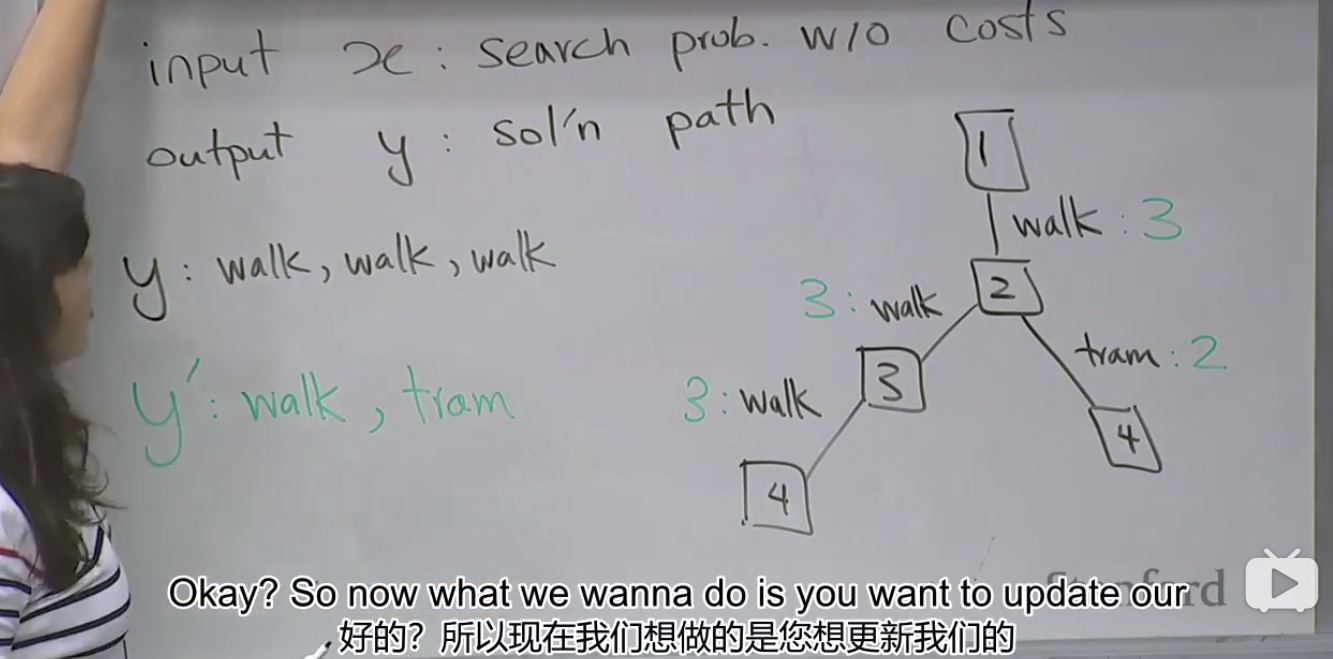 input x : search prob. w/o costs
output y : sol'n path
1
walk : 3
y : walk, walk, walk
2
3 : walk
tram : 2
3
y' : walk, tram
3 : walk
4
4
Stanford
Okay? So now what we wanna do is you want to update our
好的？所以现在我们想做的是您想更新我们的